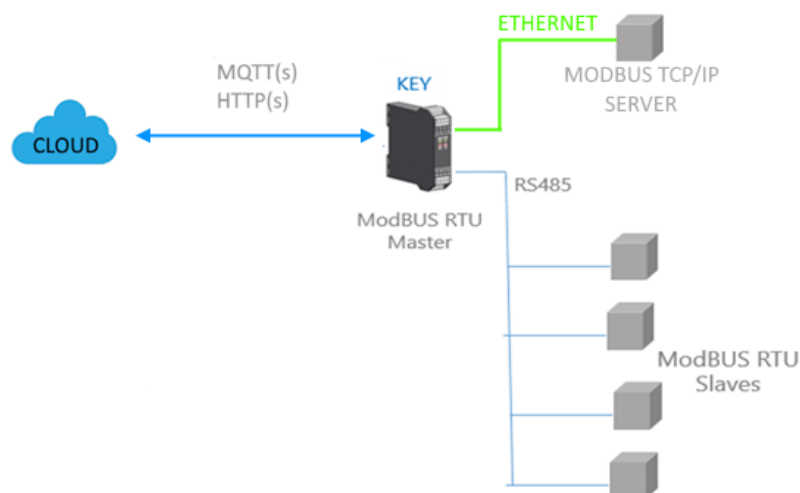 ETHERNET
MQTT(s)
HTTP(s)
KEY
MODBUS TCP/IP
SERVER
CLOUD
RS485
ModBUS RTU
Master
ModBUS RTU
Slaves